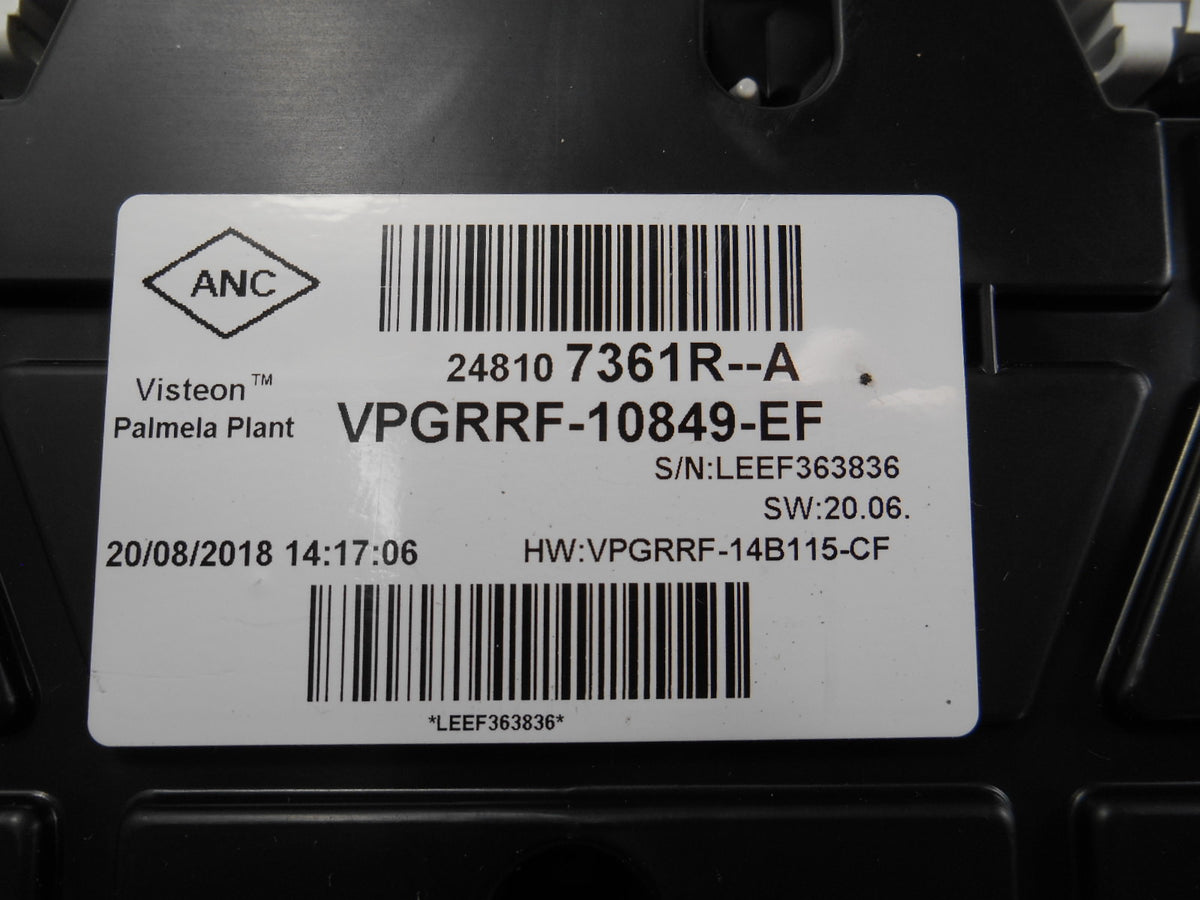 ANC
24810 7361R--A
Visteon™
Palmela Plant
VPGRRF-10849-EF
S/N:LEEF363836
SW:20.06.
20/08/2018 14:17:06
HW:VPGRRF-14B115-CF
*LEEF363836*